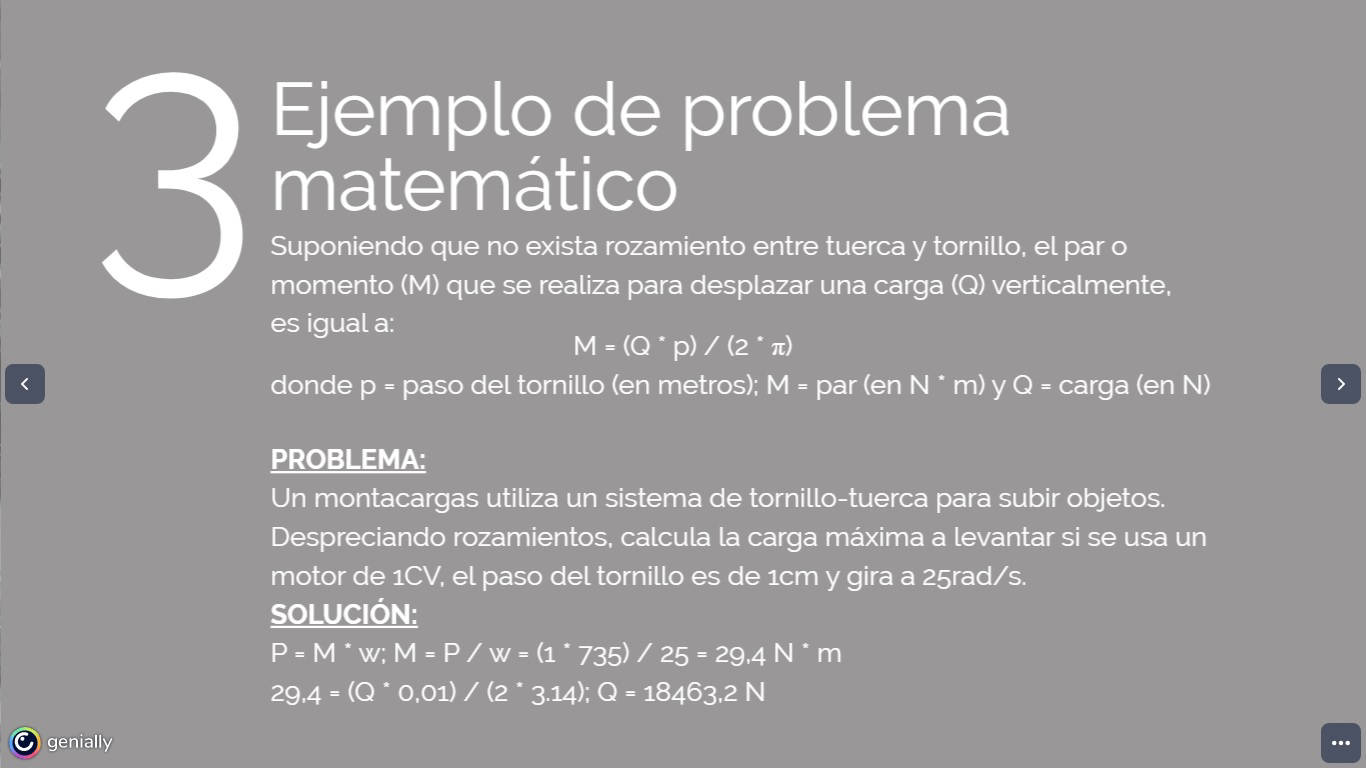 3
Ejemplo de problema
matemático
Suponiendo que no exista rozamiento entre tuerca y tornillo, el par o
momento (M) que se realiza para desplazar una carga (Q) verticalmente,
es igual a:
M = (Q * p) / (2 * π)
donde p = paso del tornillo (en metros); M = par (en N * m) y Q = carga (en N)
PROBLEMA:
Un montacargas utiliza un sistema de tornillo-tuerca para subir objetos.
Despreciando rozamientos, calcula la carga máxima a levantar si se usa un
motor de 1CV, el paso del tornillo es de 1cm y gira a 25rad/s.
SOLUCIÓN:
P = M * w; M = P / w = (1 * 735) / 25 = 29,4 N * m
29,4 = (Q * 0,01) / (2 * 3.14); Q = 18463,2 N
genially